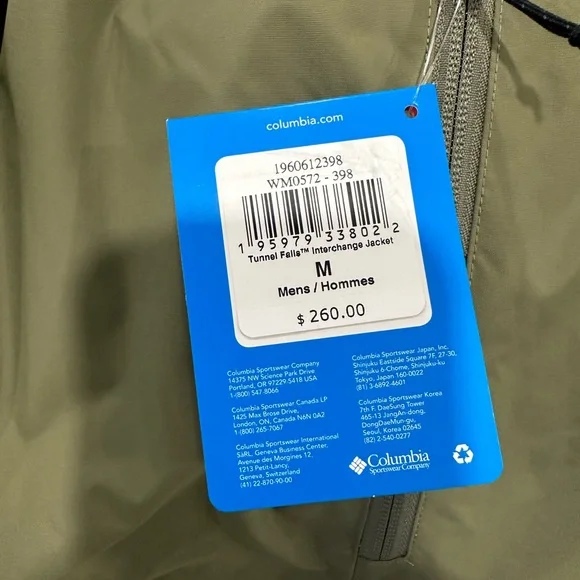 columbia.com
1960612398
WM0572 - 398
1 95979 33802 2
Tunnel Falls™ Interchange Jacket
M
Mens / Hommes
$ 260.00
Columbia Sportswear Company
14375 NW Science Park Drive
Portland, OR 97229-5418 USA
1-(800) 547-8066
Columbia Sportswear Canada LP
1425 Max Brose Drive,
London, ON, Canada N6N 0A2
1-(800) 265-7067
Columbia Sportswear International
SàRL, Geneva Business Center,
Avenue des Morgines 12,
1213 Petit-Lancy,
Geneva, Switzerland
(41) 22-870-90-00
Columbia Sportswear Japan, Inc.
Shinjuku Eastside Square 7F, 27-30,
Shinjuku 6-Chome, Shinjuku-ku
Tokyo, Japan 160-0022
(81) 3-6892-4601
Columbia Sportswear Korea
7th F. DaeSung Tower
465-13 JangAn-dong,
DongDaeMun-gu,
Seoul, Korea 02645
(82) 2-540-0277
Columbia
Sportswear Company